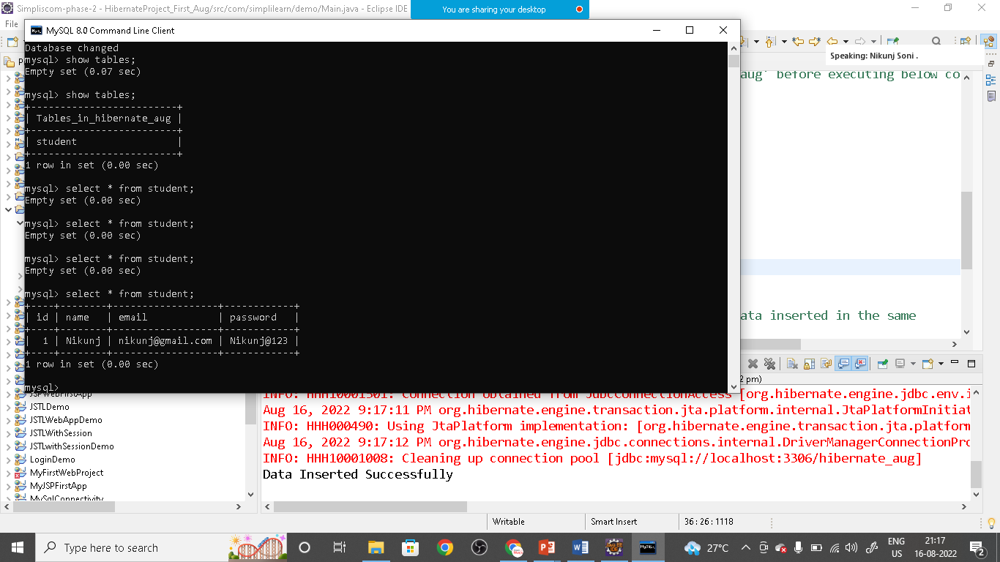 Simpliscom-phase-2 - HibernateProject_First_Aug/src/com/simplilearn/demo/Main.java - Eclipse IDE
You are sharing your desktop
File
MySQL 8.0 Command Line Client
Speaking: Nikunj Soni .
Database changed
mysql> show tables;
Empty set (0.07 sec)
mysql> show tables;
+-------------------------+
| Tables_in_hibernate_aug |
+-------------------------+
| student                 |
+-------------------------+
1 row in set (0.00 sec)
mysql> select * from student;
Empty set (0.00 sec)
mysql> select * from student;
Empty set (0.00 sec)
mysql> select * from student;
Empty set (0.00 sec)
mysql> select * from student;
+----+--------+------------------+------------+
| id | name   | email            | password   |
+----+--------+------------------+------------+
|  1 | Nikunj | nikunj@gmail.com | Nikunj@123 |
+----+--------+------------------+------------+
1 row in set (0.00 sec)
mysql>
aug' before executing below co
ata inserted in the same
2 pm)
JSPWebFirstApp
JSTLDemo
JSTLWebAppDemo
JSTLWithSession
JSTLwithSessionDemo
LoginDemo
MyFirstWebProject
MyJSPFirstApp
MySqlConnectivity
INFO: HHH10001501: Connection obtained from JdbcConnectionAccess [org.hibernate.engine.jdbc.env.i
Aug 16, 2022 9:17:11 PM org.hibernate.engine.transaction.jta.platform.internal.JtaPlatformInitiat
INFO: HHH000490: Using JtaPlatform implementation: [org.hibernate.engine.transaction.jta.platform
Aug 16, 2022 9:17:12 PM org.hibernate.engine.jdbc.connections.internal.DriverManagerConnectionPro
INFO: HHH10001008: Cleaning up connection pool [jdbc:mysql://localhost:3306/hibernate_aug]
Data Inserted Successfully
Writable
Smart Insert
36 : 26 : 1118
Type here to search
27°C
ENG
US
21:17
16-08-2022
2